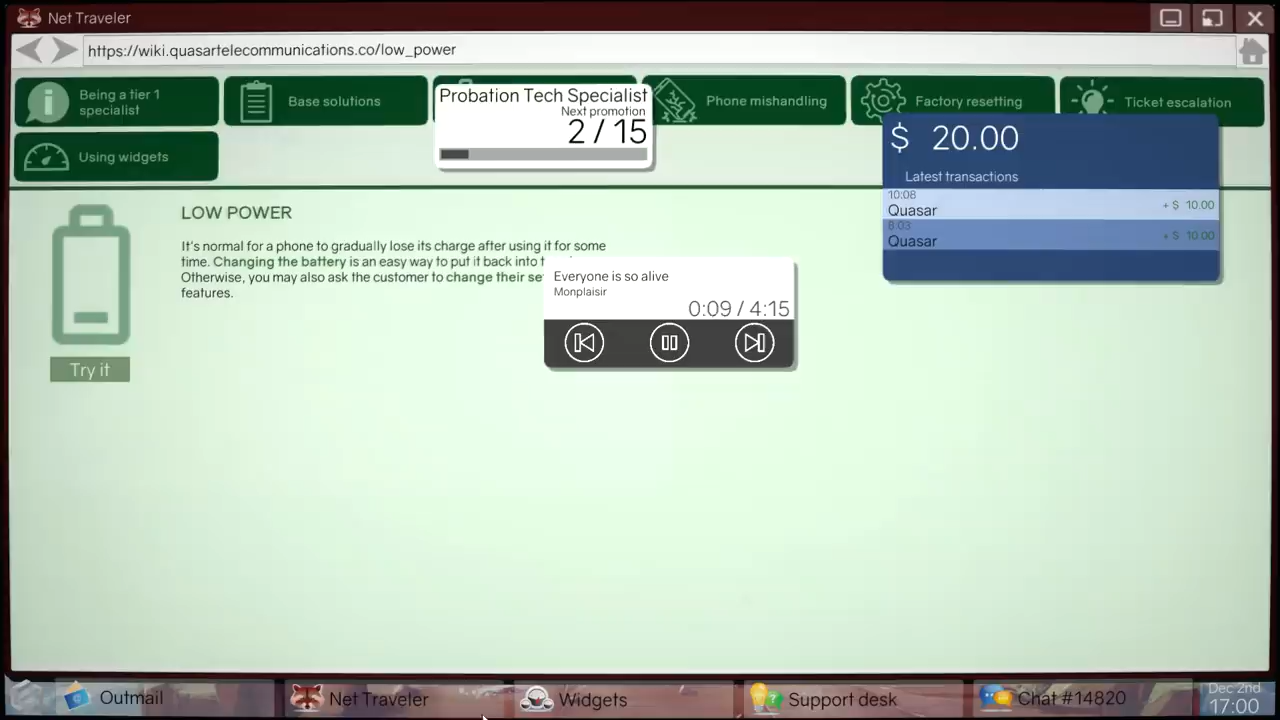 Net Traveler
https://wiki.quasartelecommunications.co/low_power
Being a tier 1
specialist
Base solutions
Phone mishandling
Factory resetting
Ticket escalation
Using widgets
Probation Tech Specialist
Next promotion
2 / 15
$ 20.00
Latest transactions
10:08
Quasar
+ $ 10.00
8:03
Quasar
+ $ 10.00
LOW POWER
It's normal for a phone to gradually lose its charge after using it for some
time. Changing the battery is an easy way to put it back into
Otherwise, you may also ask the customer to change their
features.
Try it
Everyone is so alive
Monplaisir
0:09 / 4:15
Outmail
Net Traveler
Widgets
Support desk
Chat #14820
Dec 2nd
17:00